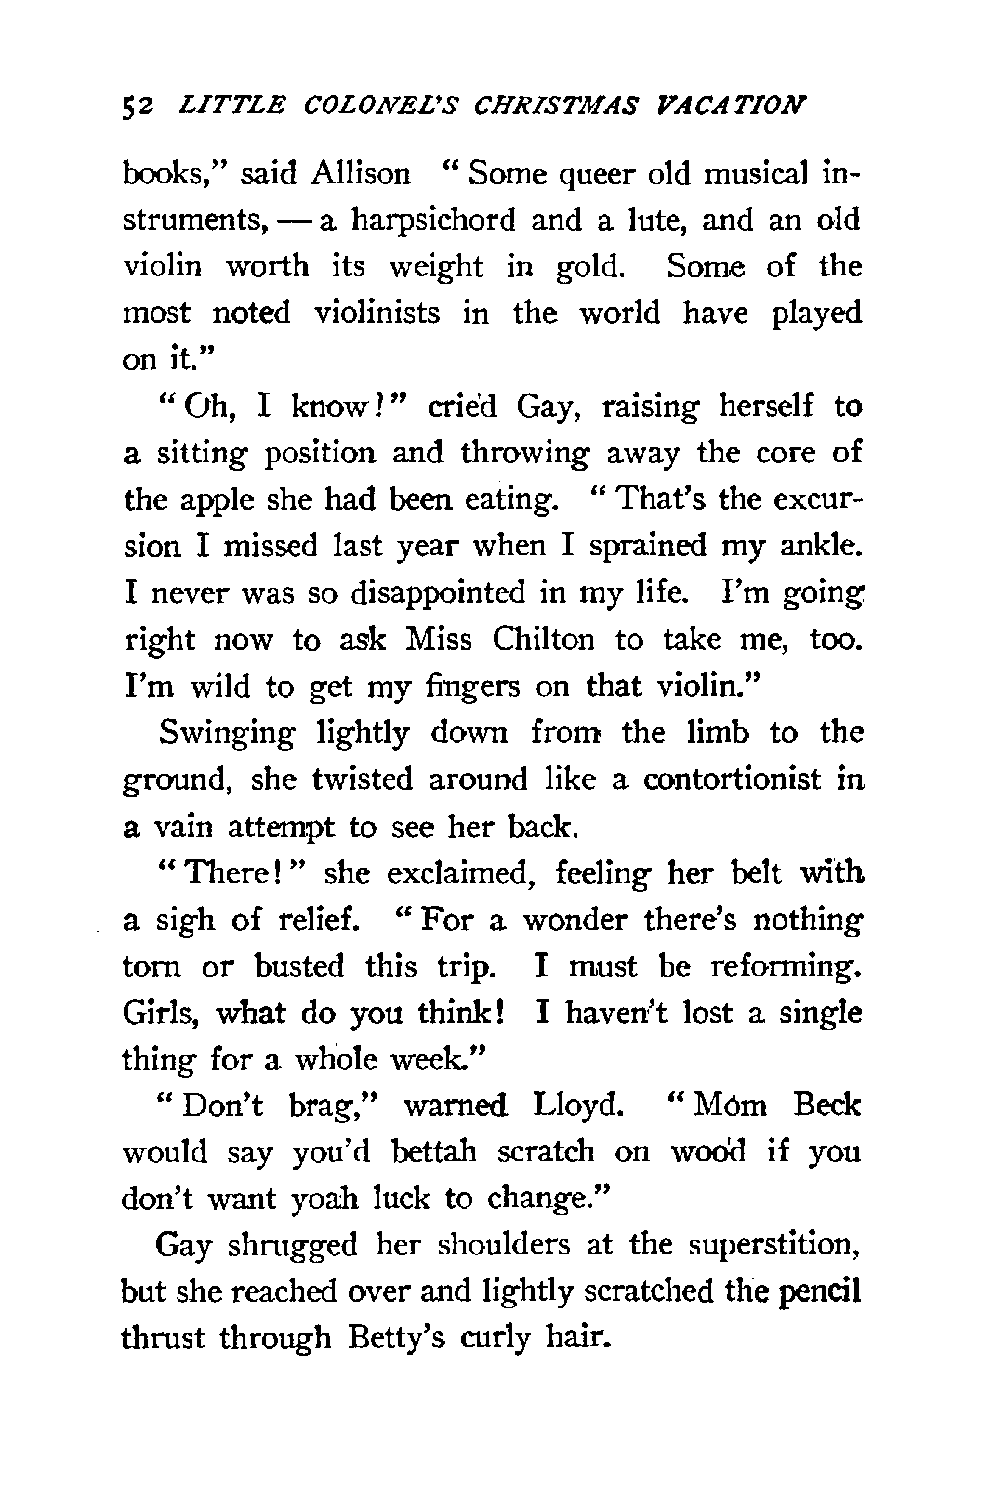 52 LITTLE COLONEL'S CHRISTMAS VACATION
books," said Allison " Some queer old musical in-
struments, — a harpsichord and a lute, and an old
violin worth its weight in gold. Some of the
most noted violinists in the world have played
on it."
" Oh, I know! " cried Gay, raising herself to
a sitting position and throwing away the core of
the apple she had been eating. " That's the excur-
sion I missed last year when I sprained my ankle.
I never was so disappointed in my life. I'm going
right now to ask Miss Chilton to take me, too.
I'm wild to get my fingers on that violin."
Swinging lightly down from the limb to the
ground, she twisted around like a contortionist in
a vain attempt to see her back.
" There! " she exclaimed, feeling her belt with
a sigh of relief. " For a wonder there's nothing
torn or busted this trip. I must be reforming.
Girls, what do you think! I haven't lost a single
thing for a whole week."
" Don't brag," warned Lloyd. " Mom Beck
would say you'd bettah scratch on wood if you
don't want yoah luck to change."
Gay shrugged her shoulders at the superstition,
but she reached over and lightly scratched the pencil
thrust through Betty's curly hair.